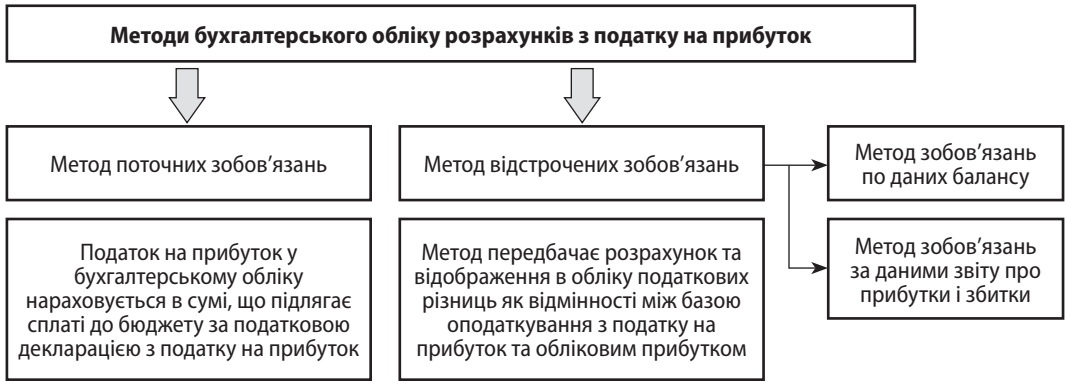 Методи бухгалтерського обліку розрахунків з податку на прибуток
Метод поточних зобов’язань
Метод відстрочених зобов’язань
Метод зобов’язань
по даних балансу
Податок на прибуток у
бухгалтерському обліку
нараховується в сумі, що підлягає
сплаті до бюджету за податковою
декларацією з податку на прибуток
Метод передбачає розрахунок та
відображення в обліку податкових
різниць як відмінності між базою
оподаткування з податку на
прибуток та обліковим прибутком
Метод зобов’язань
за даними звіту про
прибутки і збитки